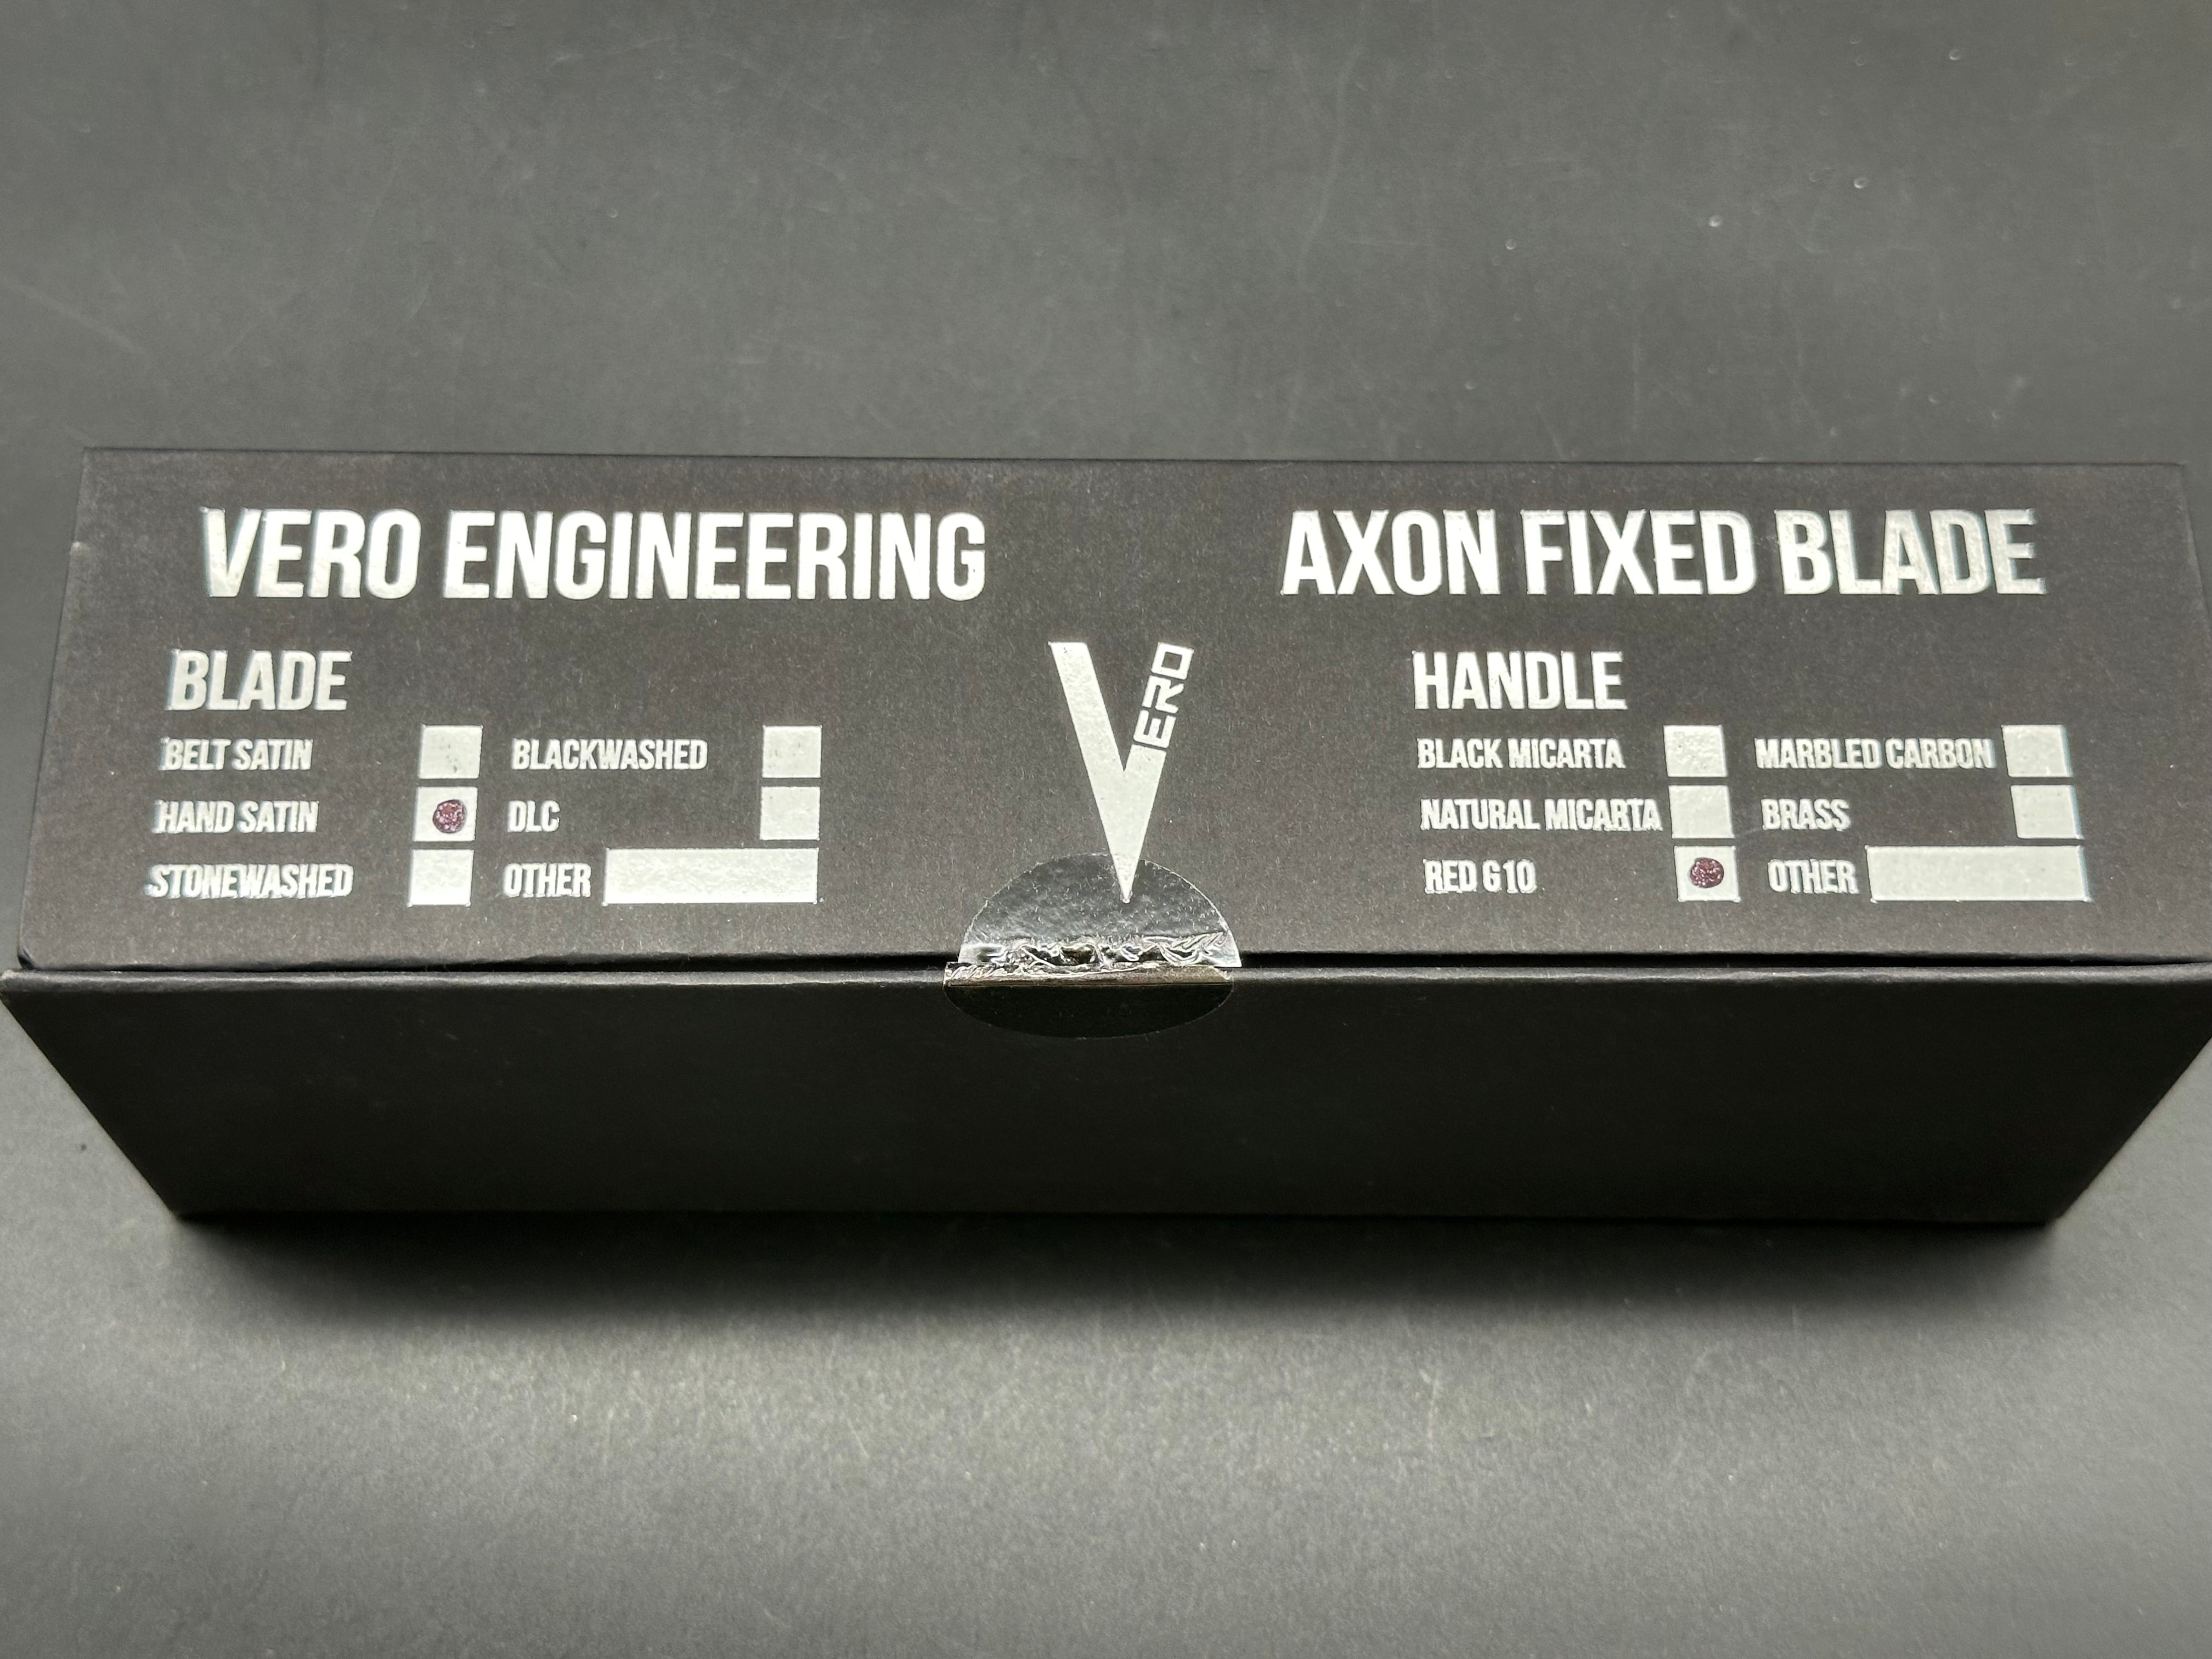 VERO ENGINEERING
AXON FIXED BLADE
BLADE
BELT SATIN
BLACKWASHED
HAND SATIN
DLC
STONEWASHED
OTHER
VERO
HANDLE
BLACK MICARTA
MARBLED CARBON
NATURAL MICARTA
BRASS
RED G10
OTHER